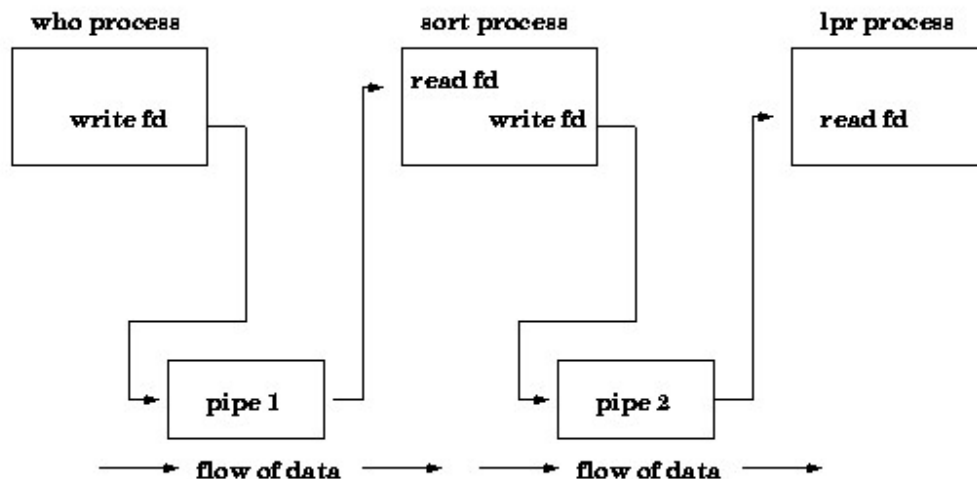 who process
sort process
lpr process
write fd
read fd
write fd
read fd
pipe 1
pipe 2
flow of data
flow of data